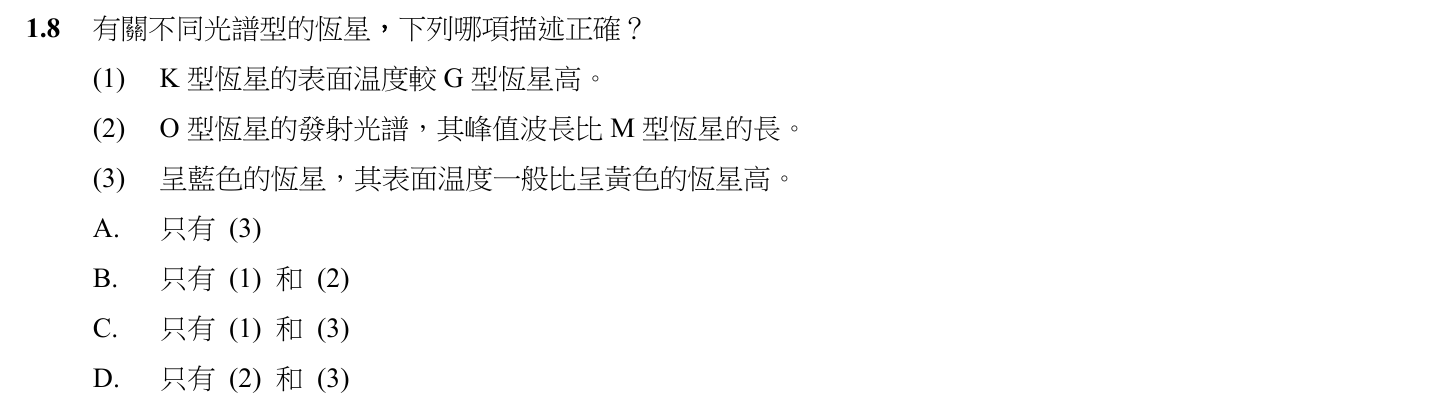 1.8 有關不同光譜型的恆星，下列哪項描述正確？
(1) K 型恆星的表面温度較 G 型恆星高。
(2) O 型恆星的發射光譜，其峰值波長比 M 型恆星的長。
(3) 呈藍色的恆星，其表面温度一般比呈黃色的恆星高。
A. 只有 (3)
B. 只有 (1) 和 (2)
C. 只有 (1) 和 (3)
D. 只有 (2) 和 (3)